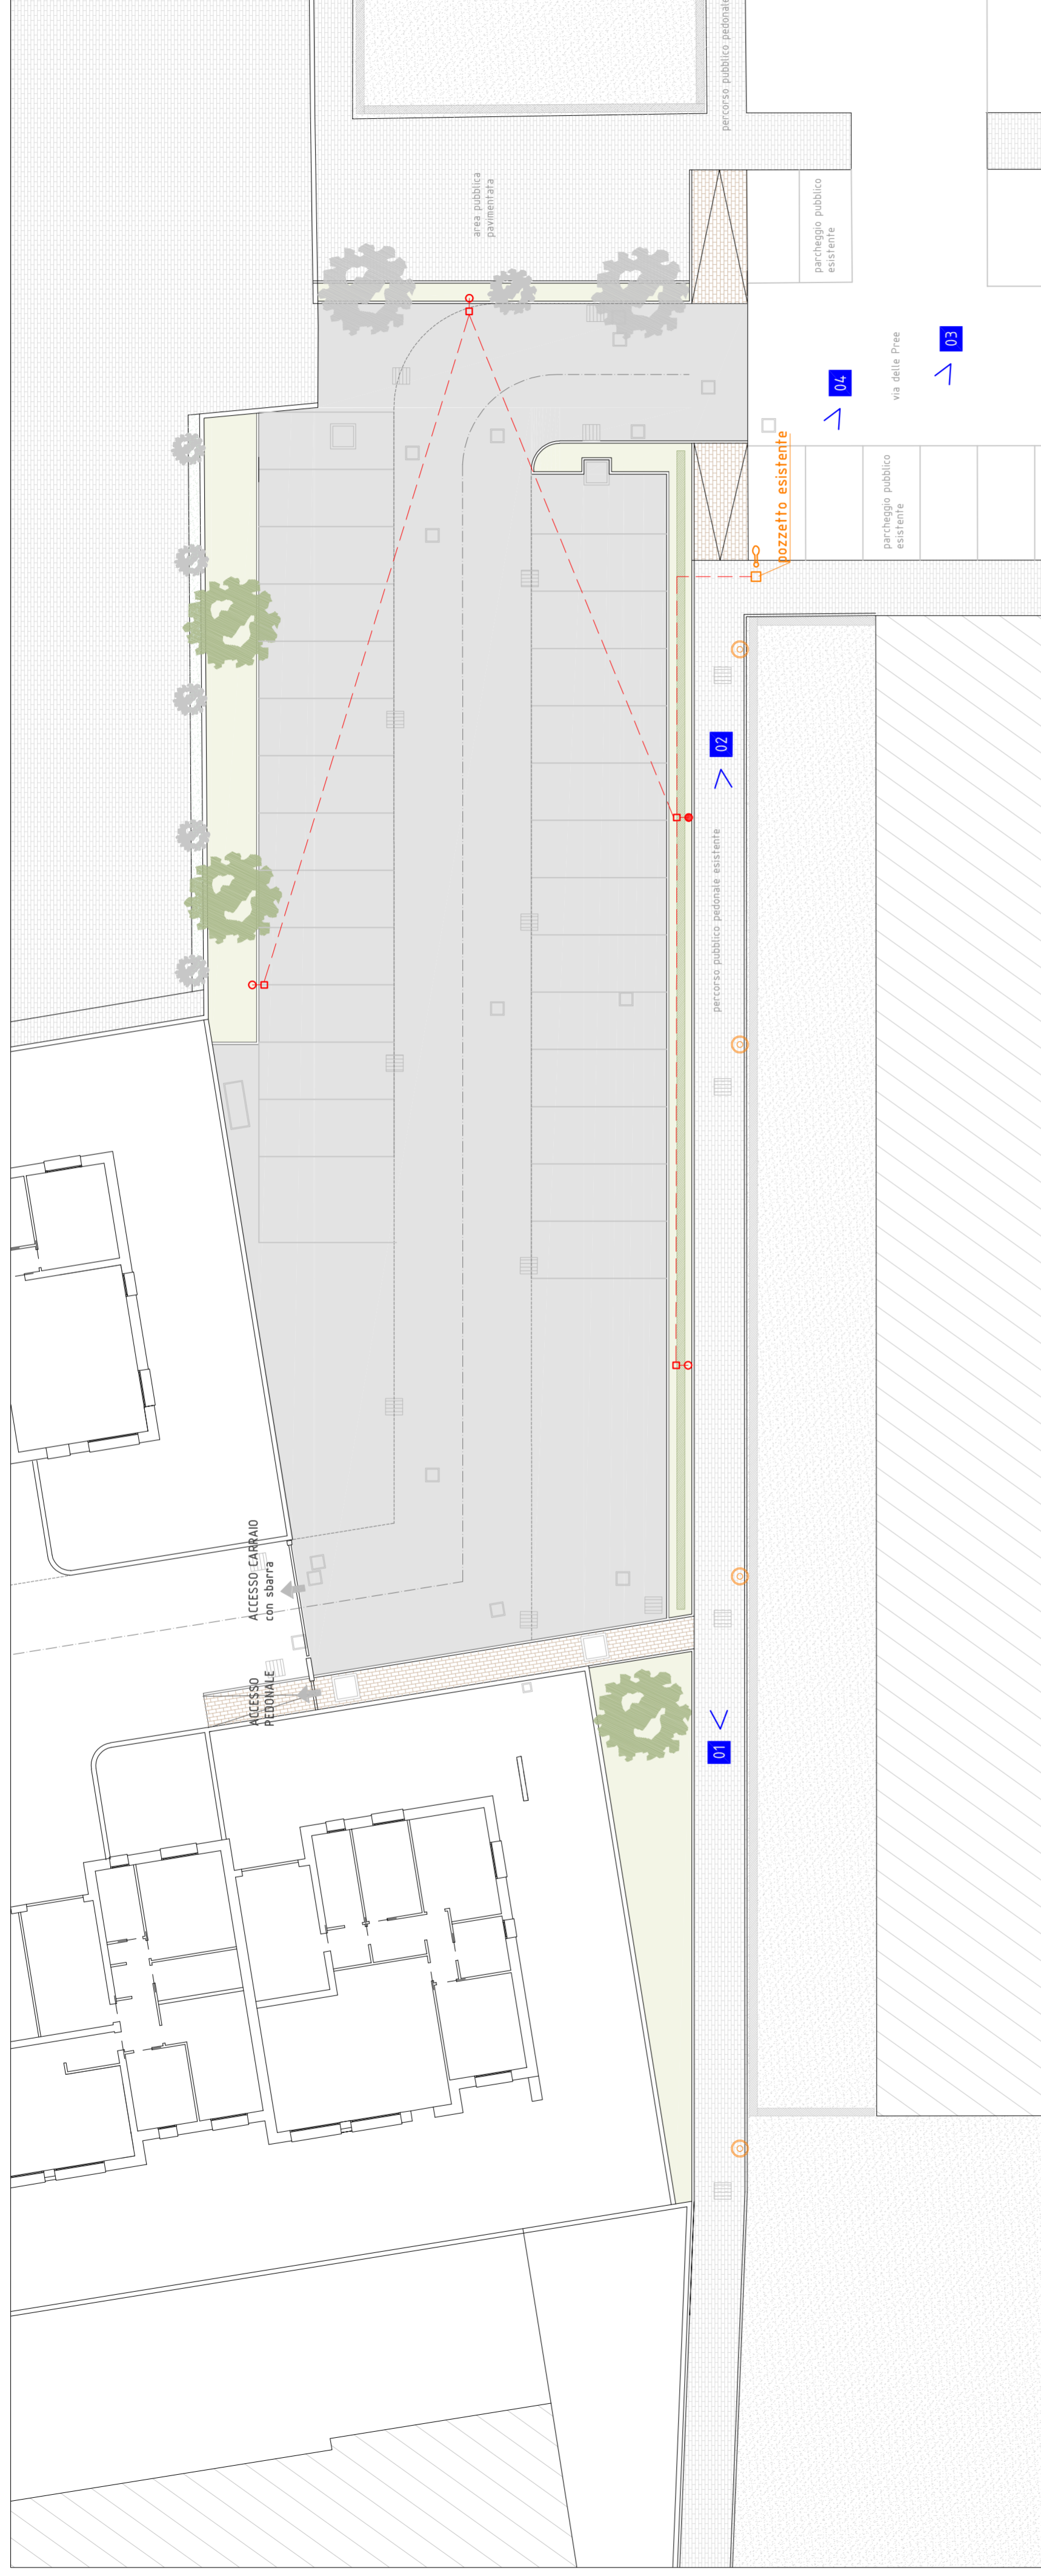 percorso pubblico pedonale
area pubblica
pavimentata
parcheggio pubblico
esistente
03
via delle Pree
04
pozzetto esistente
parcheggio pubblico
esistente
02
percorso pubblico pedonale esistente
ACCESSO CARRAIO
con sbarra
ACCESSO
PEDONALE
01